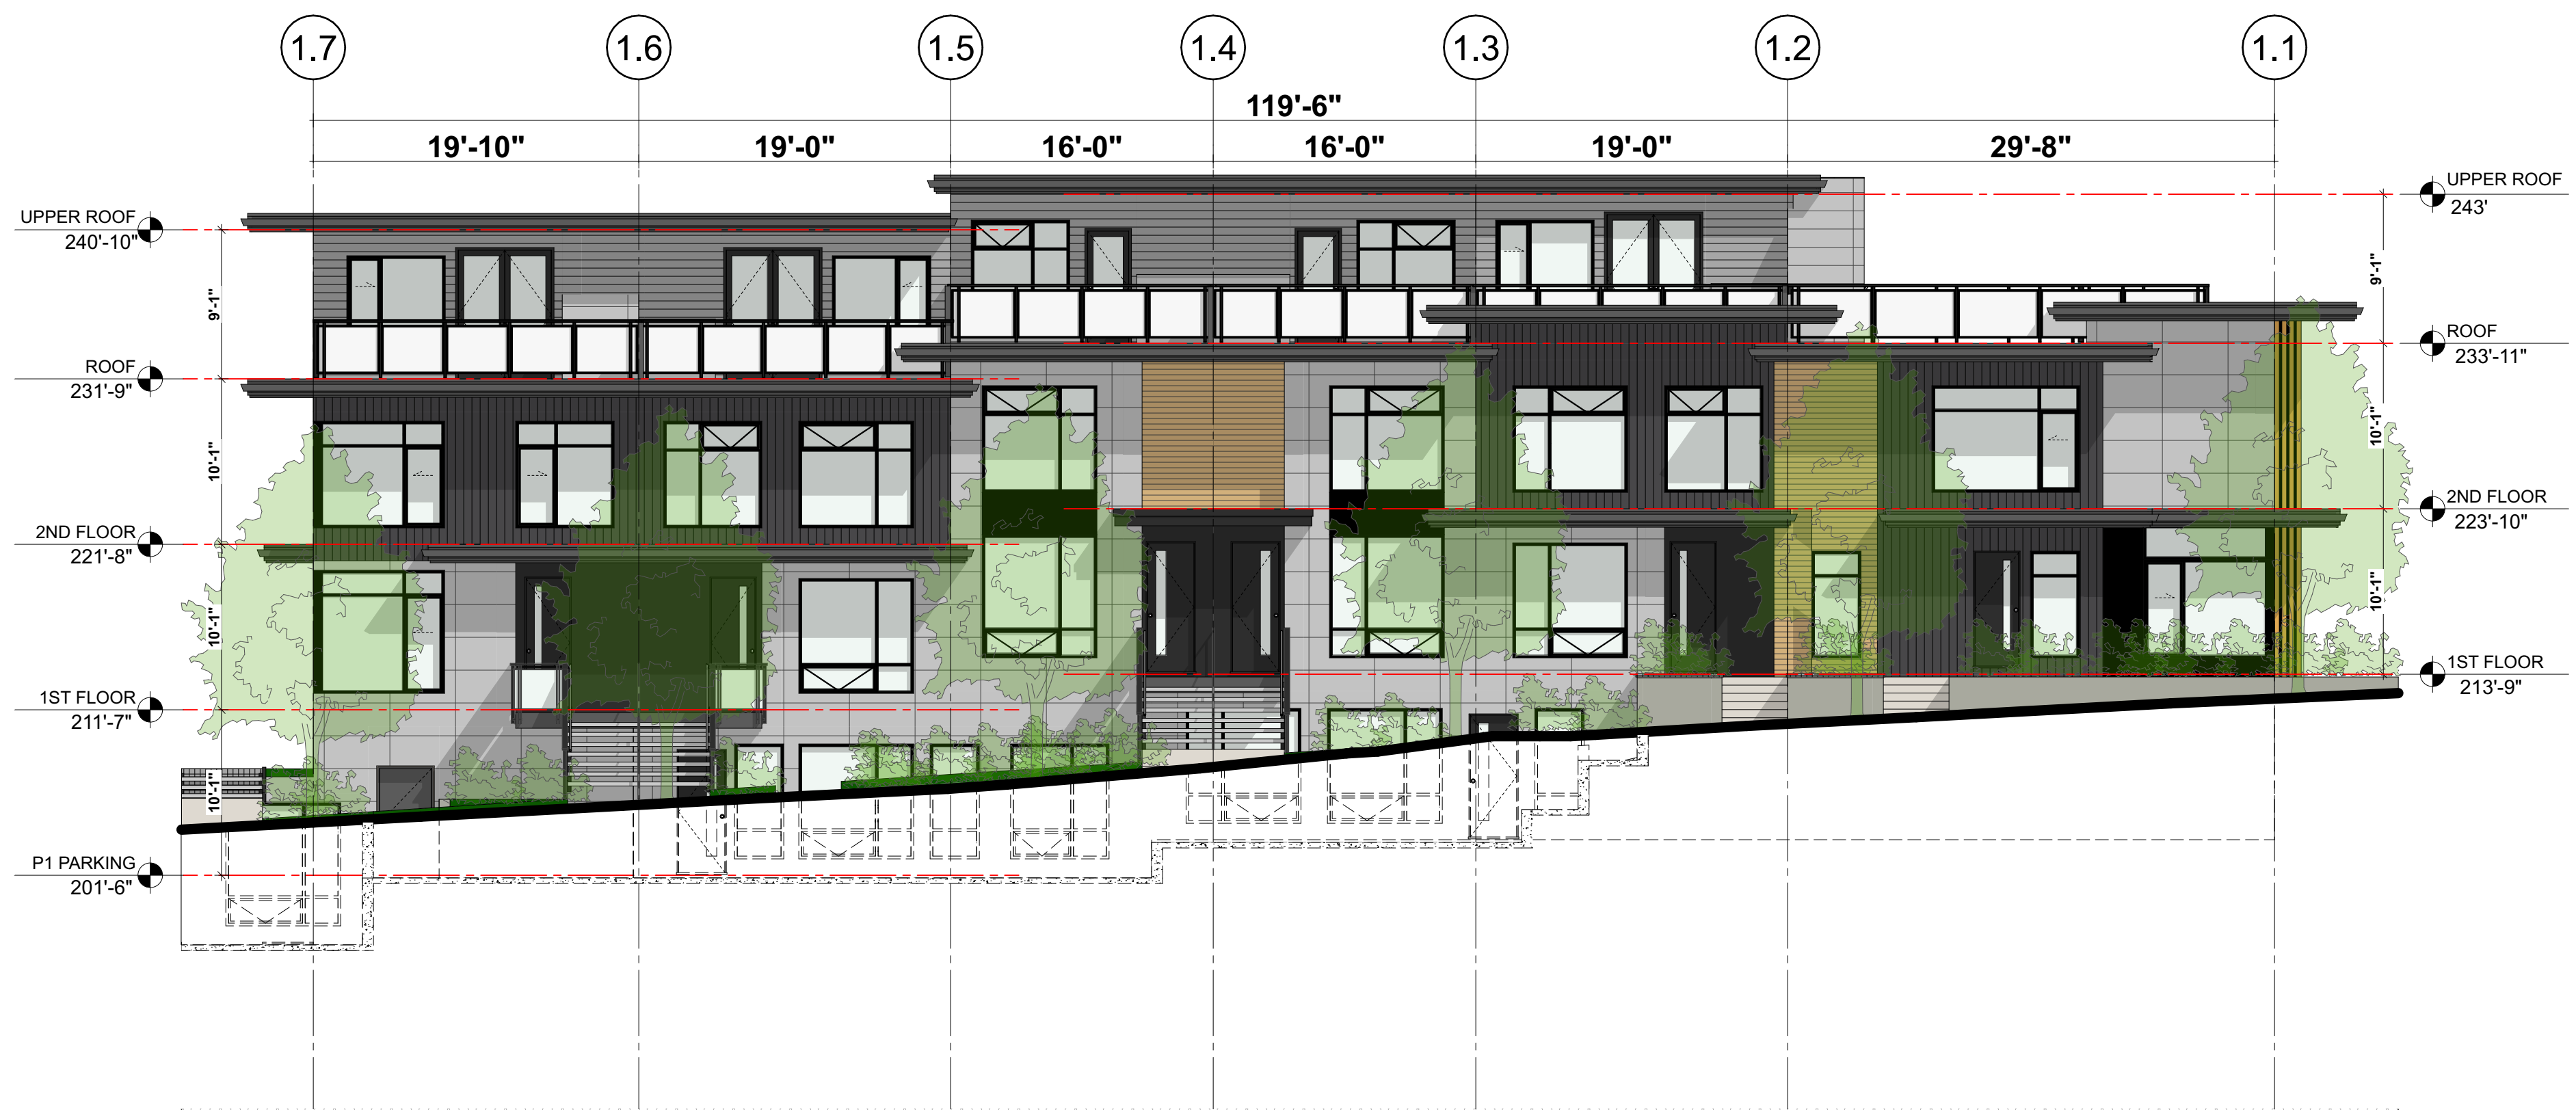 1.7 1.6 1.5 1.4 1.3 1.2 1.1
119'-6"
19'-10" 19'-0" 16'-0" 16'-0" 19'-0" 29'-8"
UPPER ROOF
240'-10"
ROOF
231'-9"
2ND FLOOR
221'-8"
1ST FLOOR
211'-7"
P1 PARKING
201'-6"
9'-1"
10'-1"
10'-1"
10'-1"
UPPER ROOF
243'
ROOF
233'-11"
2ND FLOOR
223'-10"
1ST FLOOR
213'-9"
9'-1"
10'-1"
10'-1"